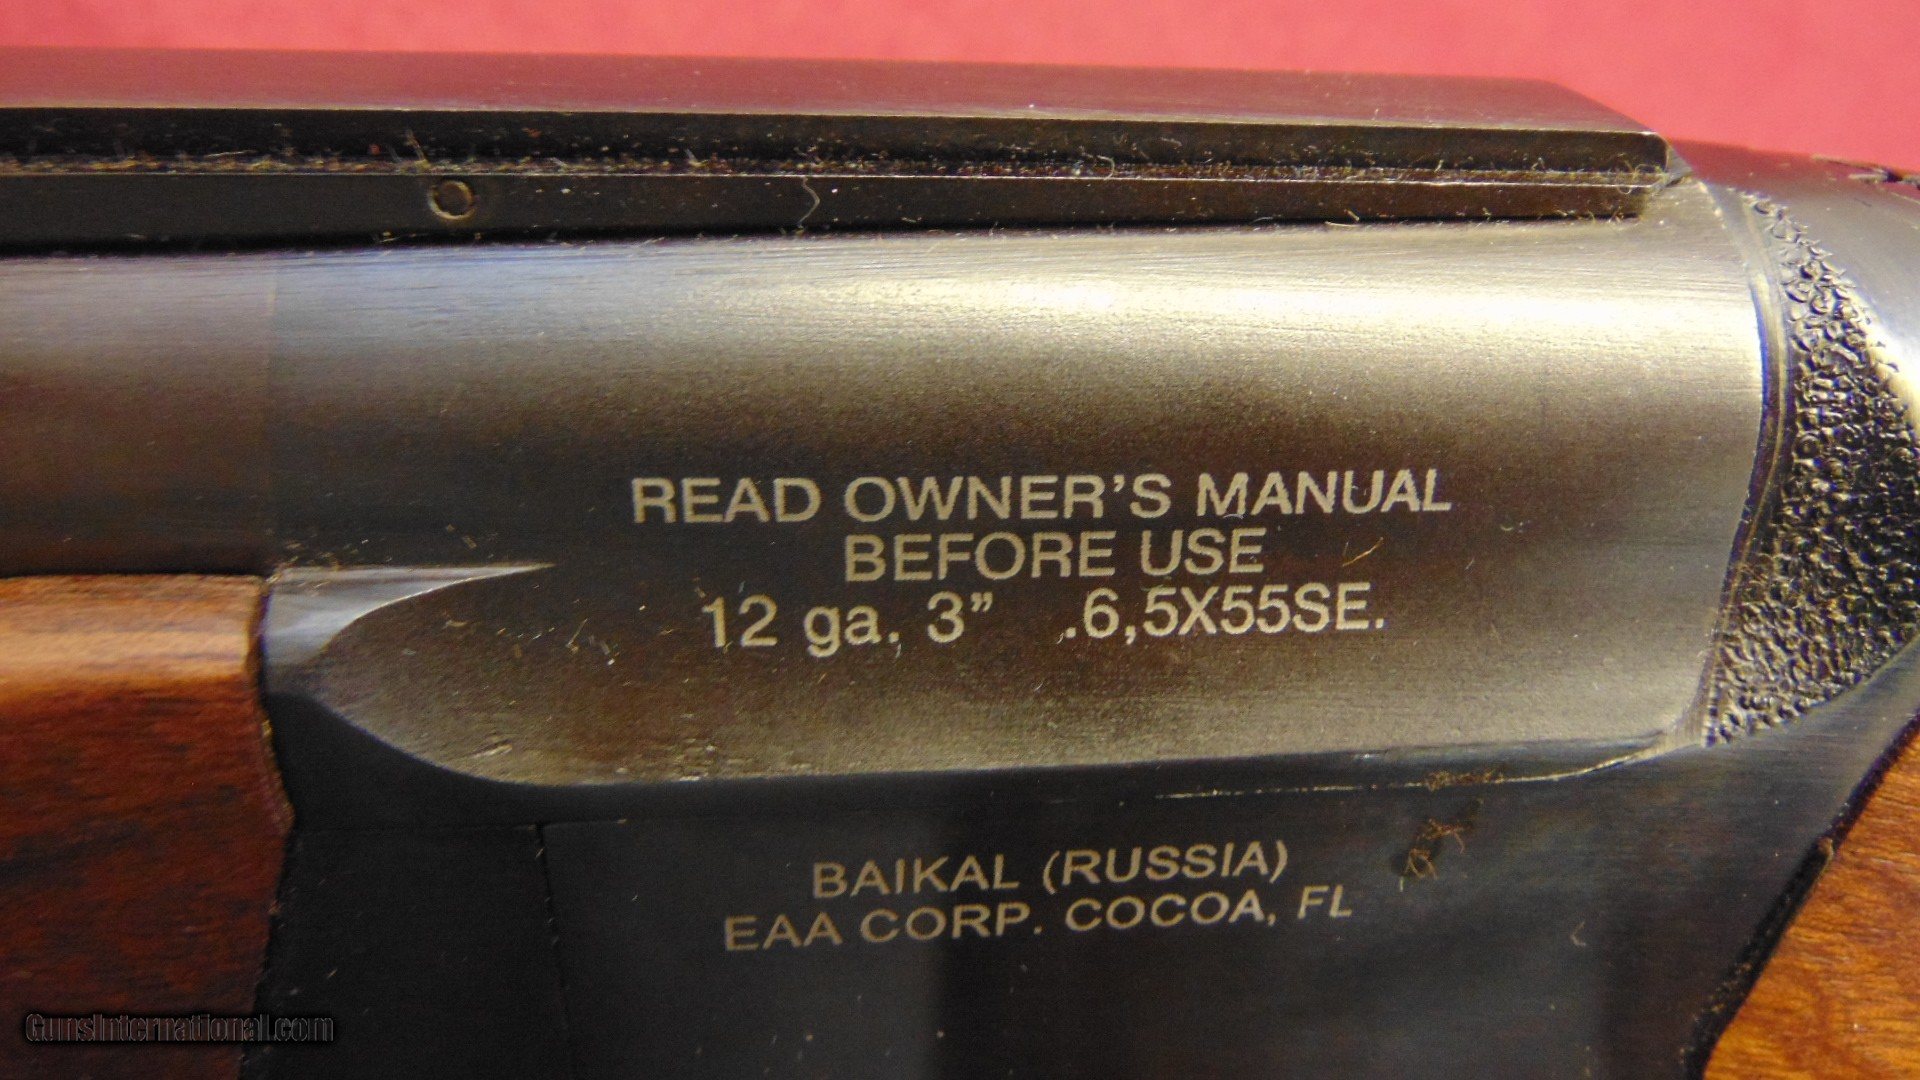 READ OWNER'S MANUAL
BEFORE USE
12 ga. 3” .6,5X55SE.
BAIKAL (RUSSIA)
EAA CORP. COCOA, FL
GunsInternational.com